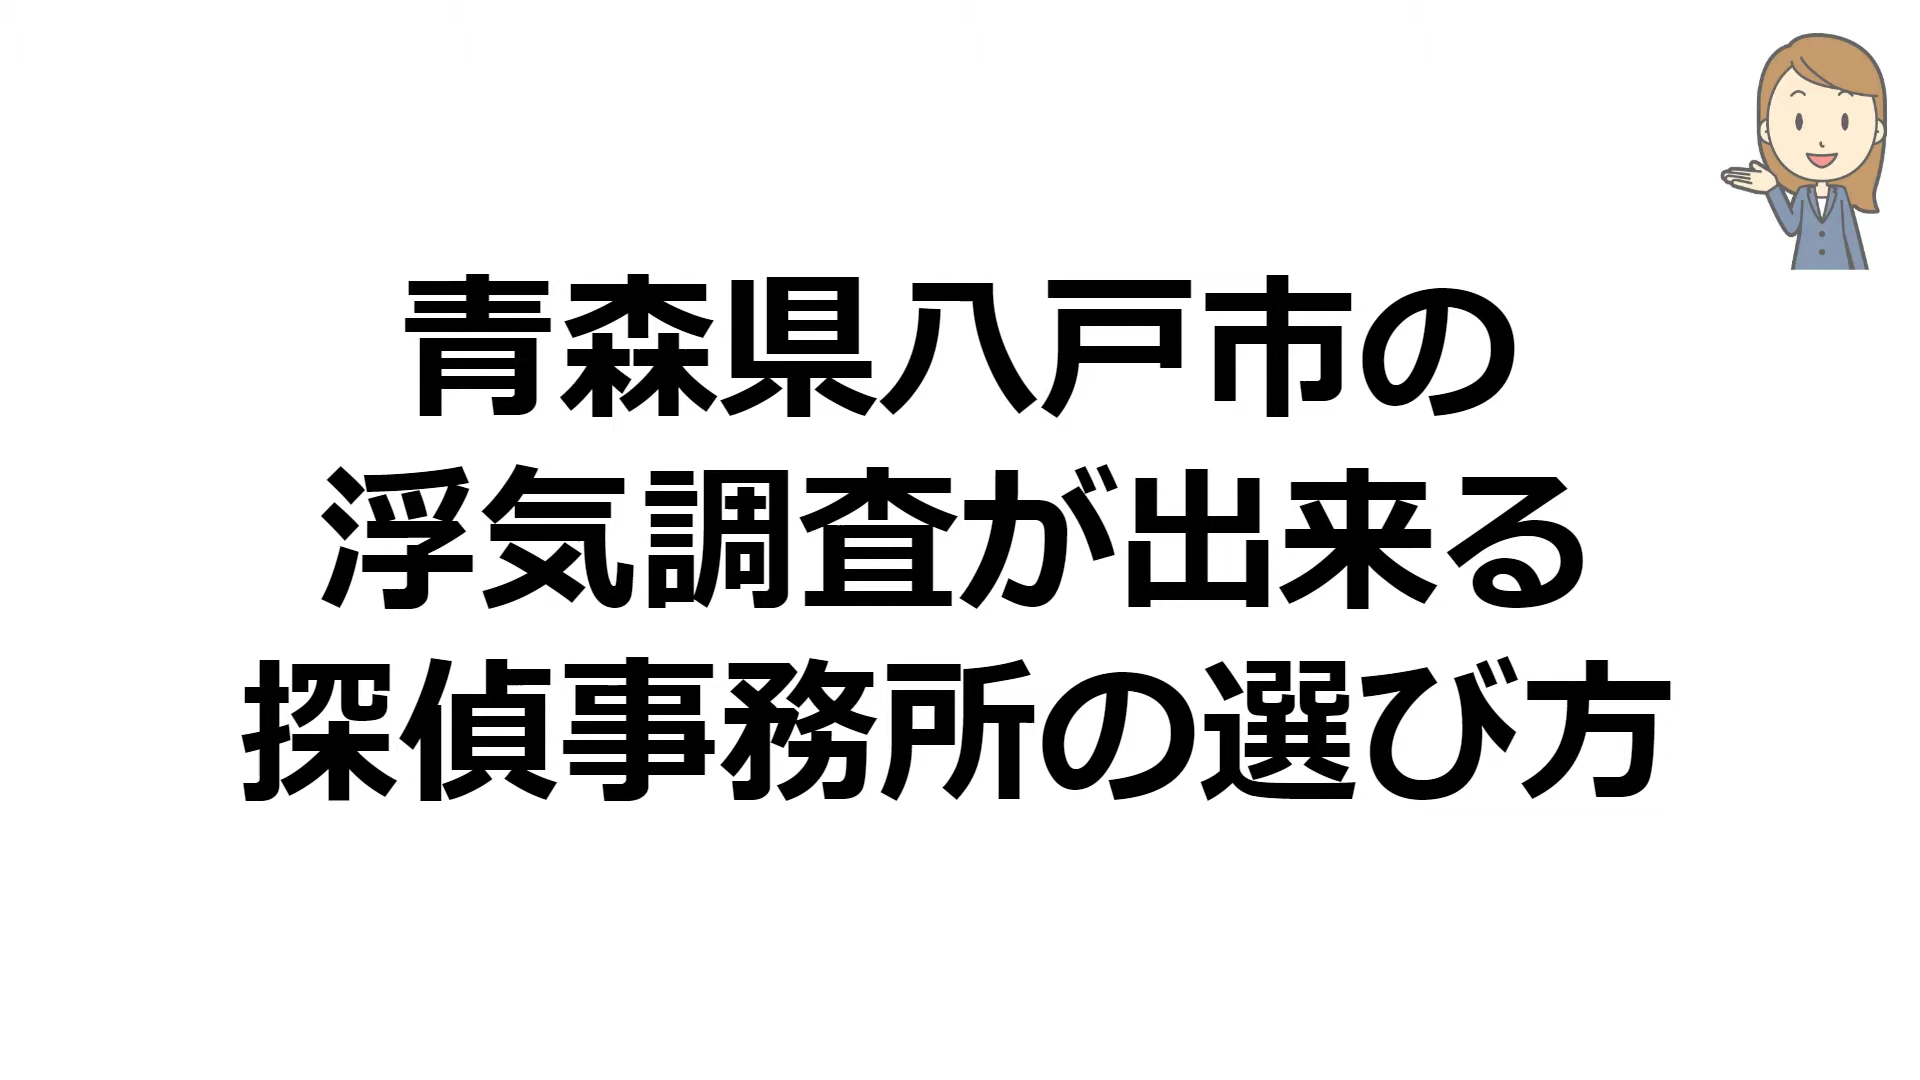 青森県八戸市の
浮気調査が出来る
探偵事務所の選び方